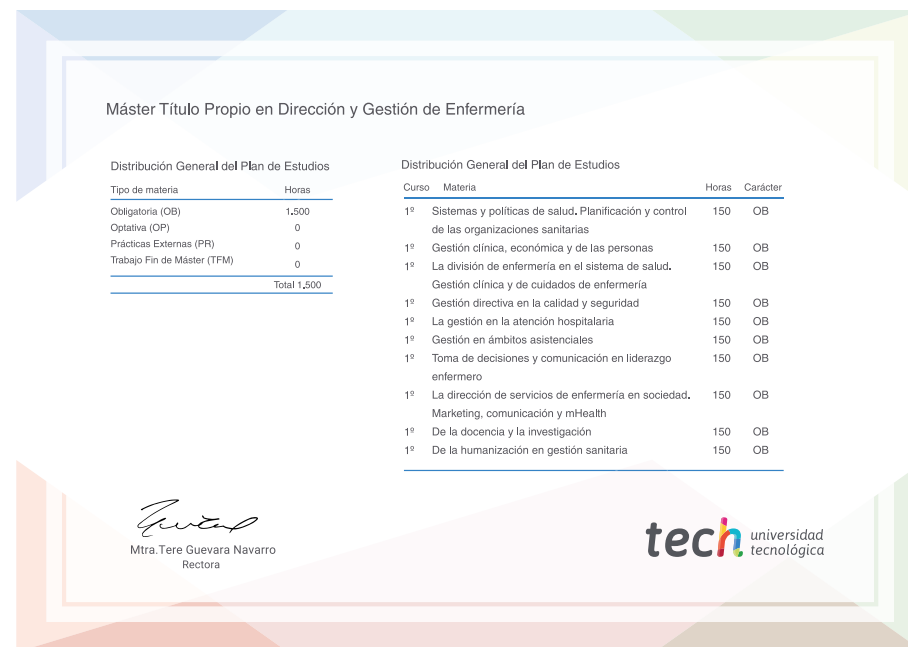 Máster Título Propio en Dirección y Gestión de Enfermería
Distribución General del Plan de Estudios
Tipo de materia Horas
Obligatoria (OB) 1.500
Optativa (OP) 0
Prácticas Externas (PR) 0
Trabajo Fin de Máster (TFM) 0
Total 1.500
Distribución General del Plan de Estudios
Curso Materia Horas Carácter
1º Sistemas y políticas de salud. Planificación y control 150 OB
de las organizaciones sanitarias
1º Gestión clínica, económica y de las personas 150 OB
1º La división de enfermería en el sistema de salud. 150 OB
Gestión clínica y de cuidados de enfermería
1º Gestión directiva en la calidad y seguridad 150 OB
1º La gestión en la atención hospitalaria 150 OB
1º Gestión en ámbitos asistenciales 150 OB
1º Toma de decisiones y comunicación en liderazgo 150 OB
enfermero
1º La dirección de servicios de enfermería en sociedad. 150 OB
Marketing, comunicación y mHealth
1º De la docencia y la investigación 150 OB
1º De la humanización en gestión sanitaria 150 OB
Mtra.Tere Guevara Navarro
Rectora
tech universidad
tecnológica